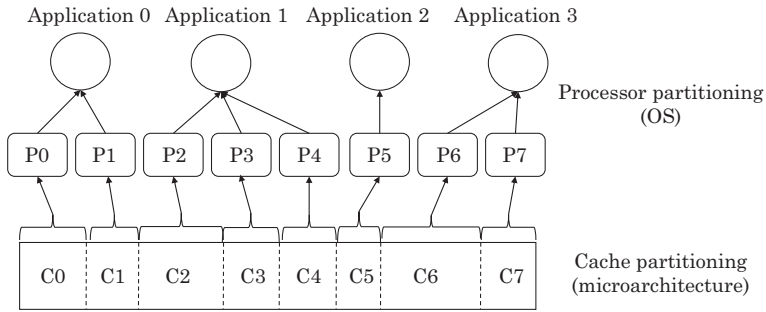 Application 0 Application 1 Application 2 Application 3
Processor partitioning
(OS)
P0 P1 P2 P3 P4 P5 P6 P7
C0 C1 C2 C3 C4 C5 C6 C7
Cache partitioning
(microarchitecture)